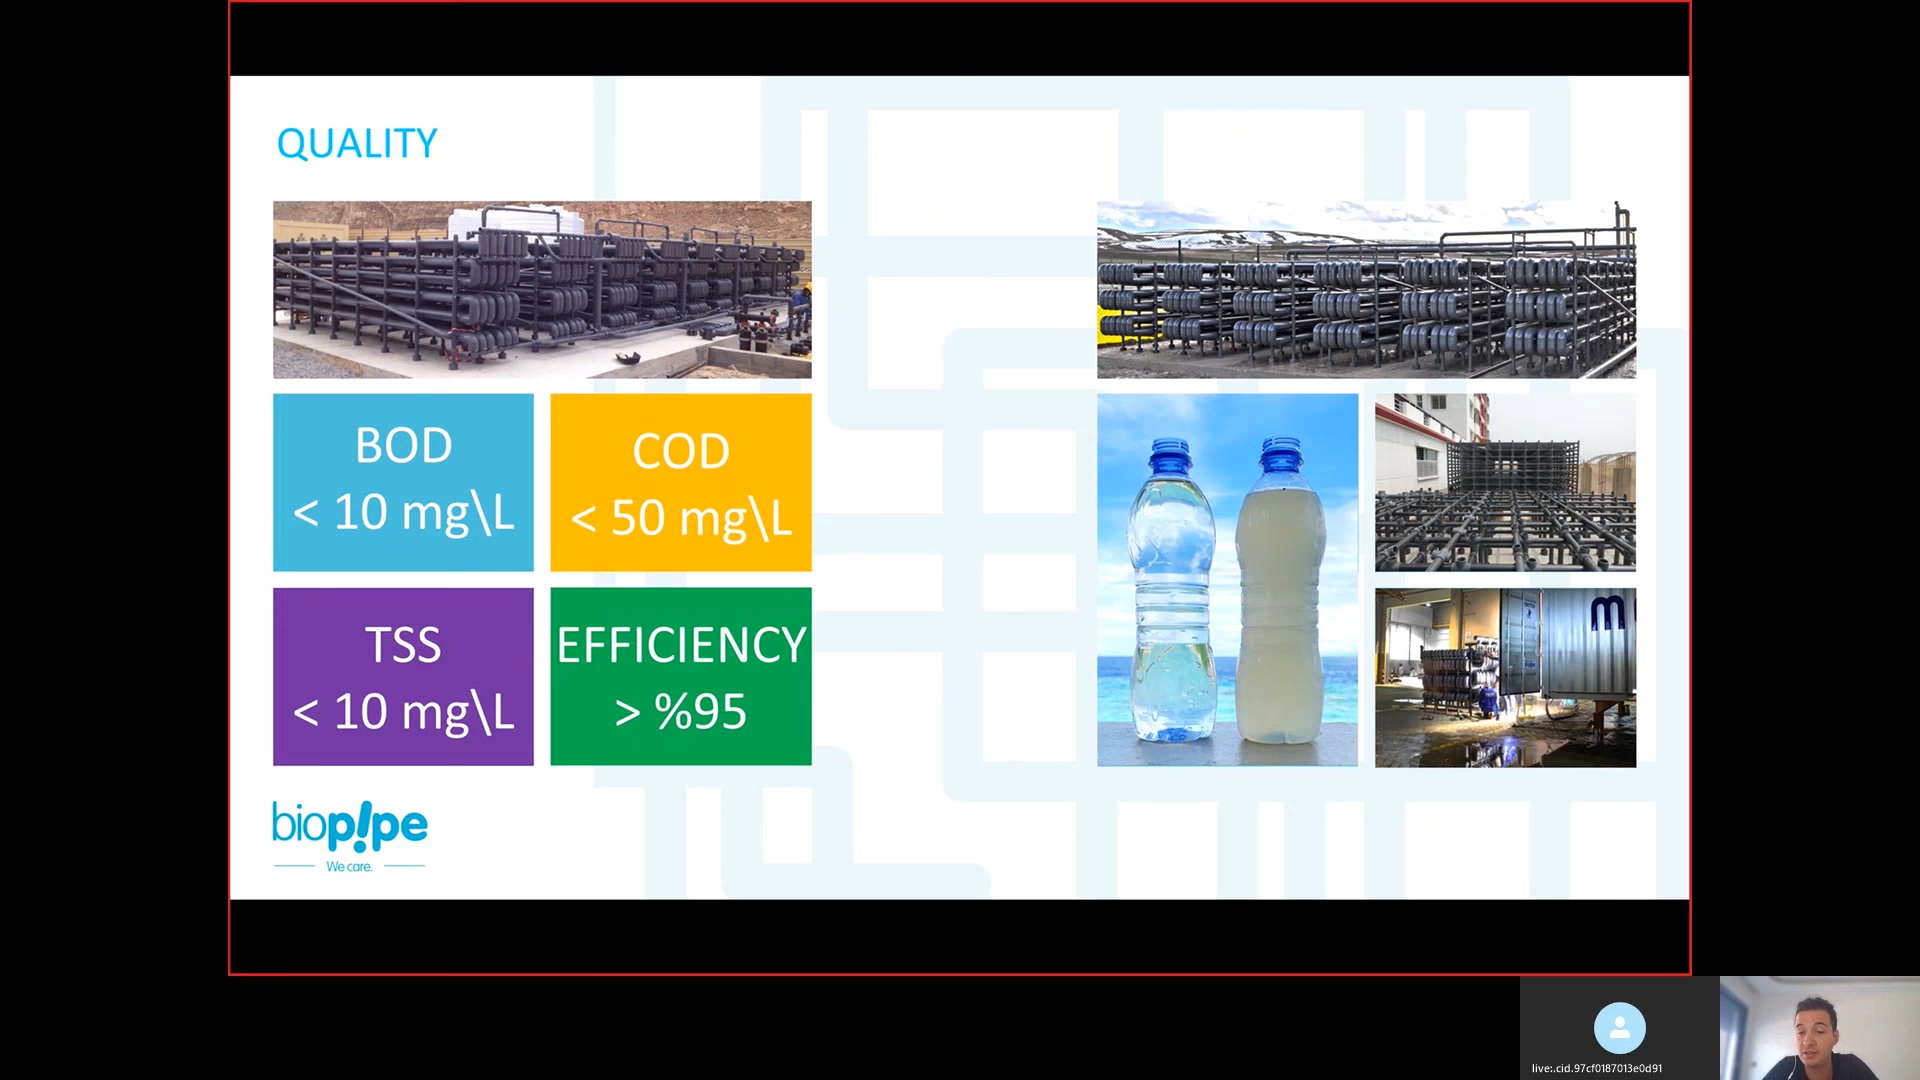 QUALITY
BOD
< 10 mg\L
COD
< 50 mg\L
TSS
< 10 mg\L
EFFICIENCY
> %95
m
biop!pe
We care.
live:.cid.97cf0187013e0d91